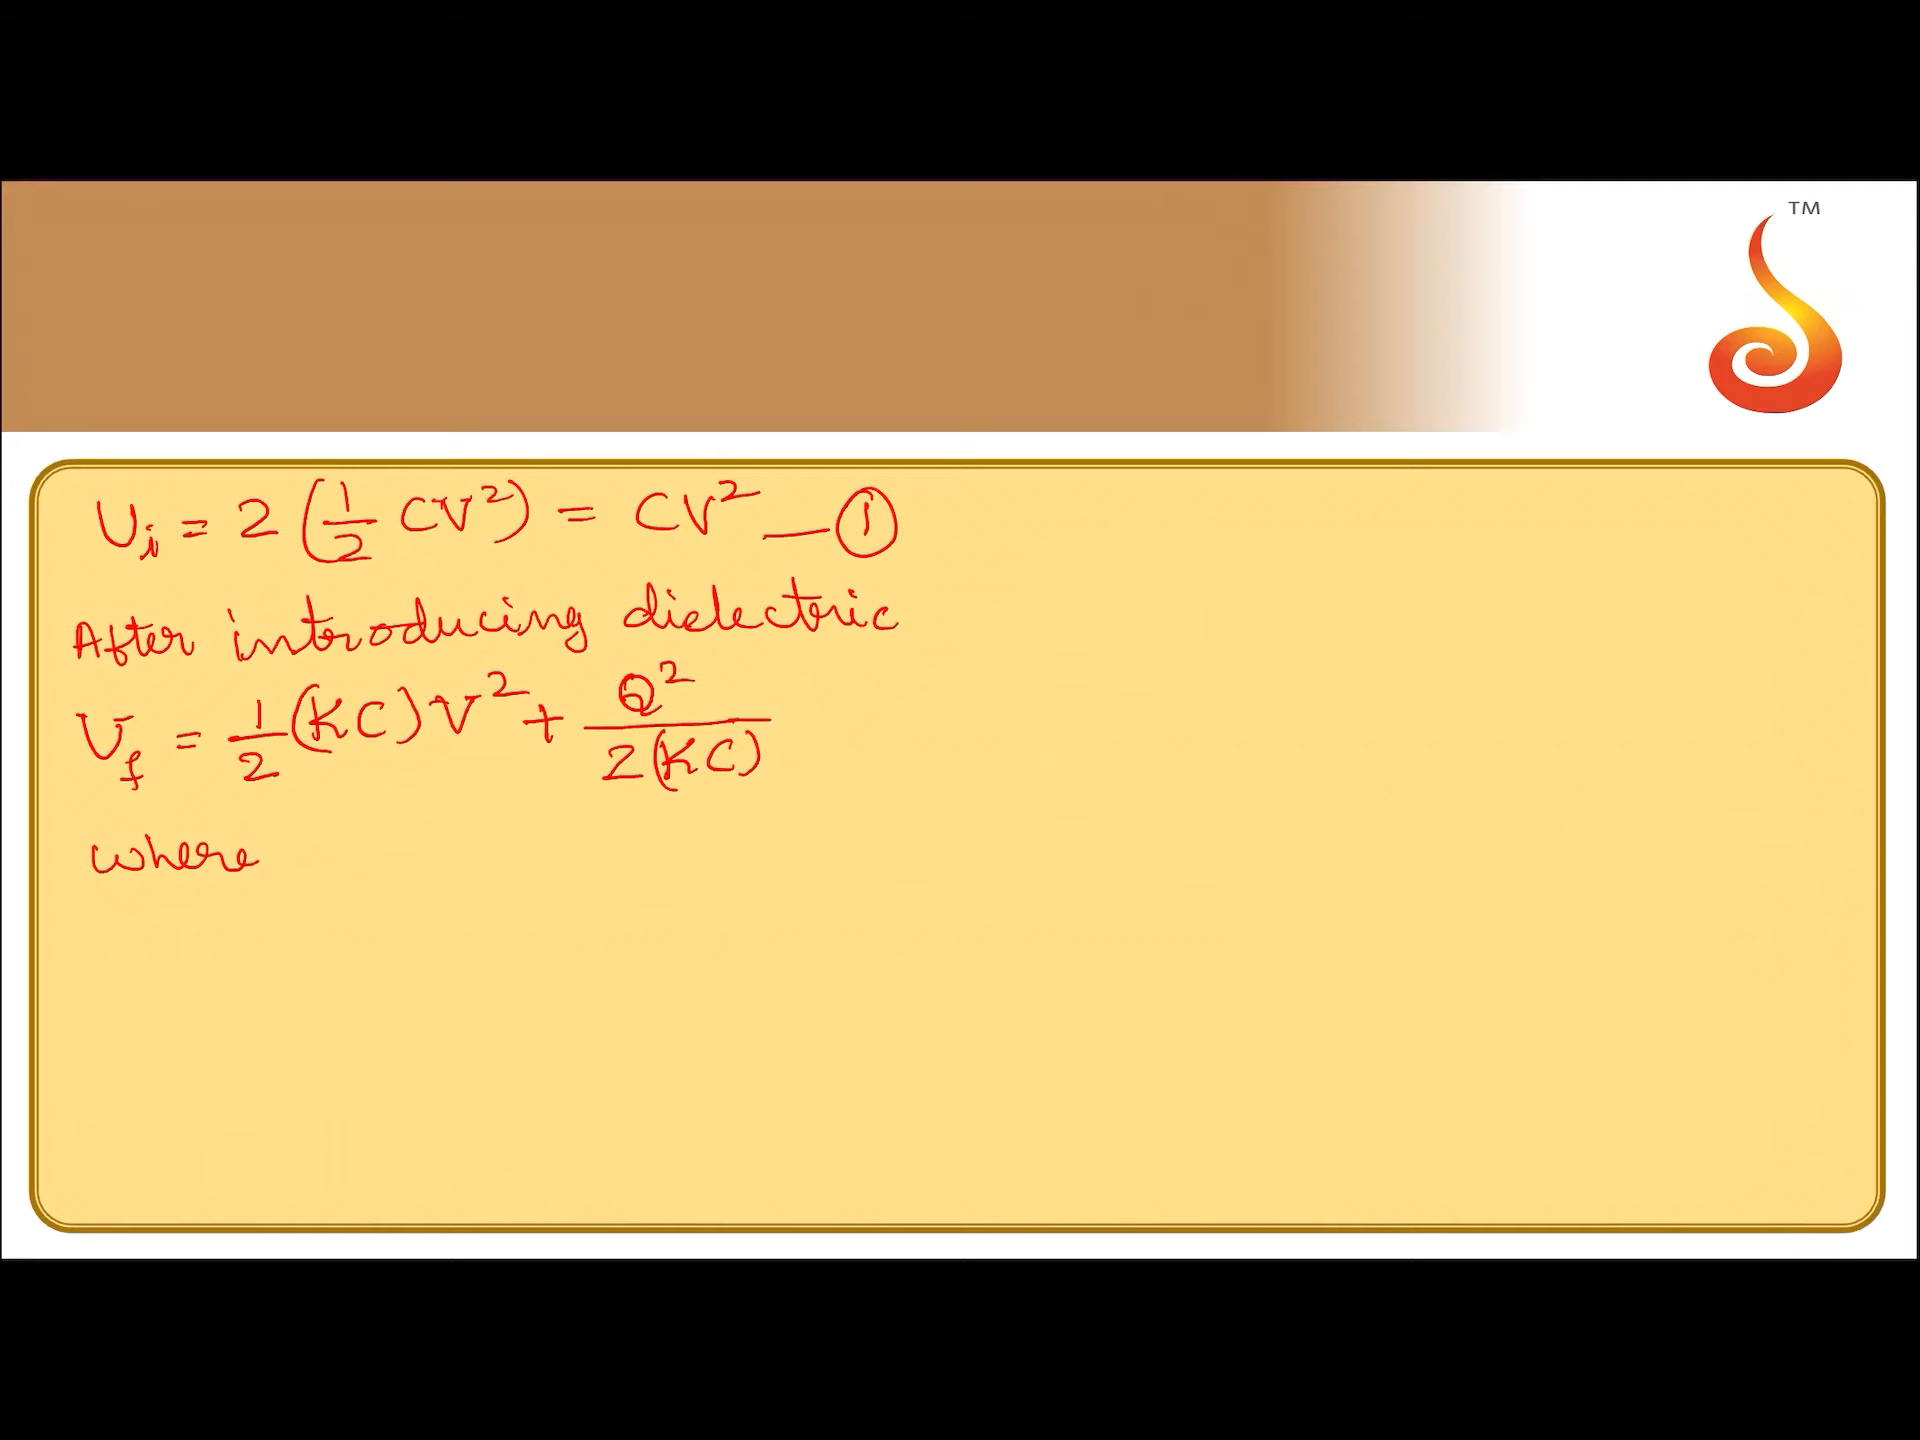 TM
Ui = 2 (1/2 CV²) = CV² — ①
After introducing dielectric
Uf = 1/2 (KC) V² + Q²/2(KC)
where